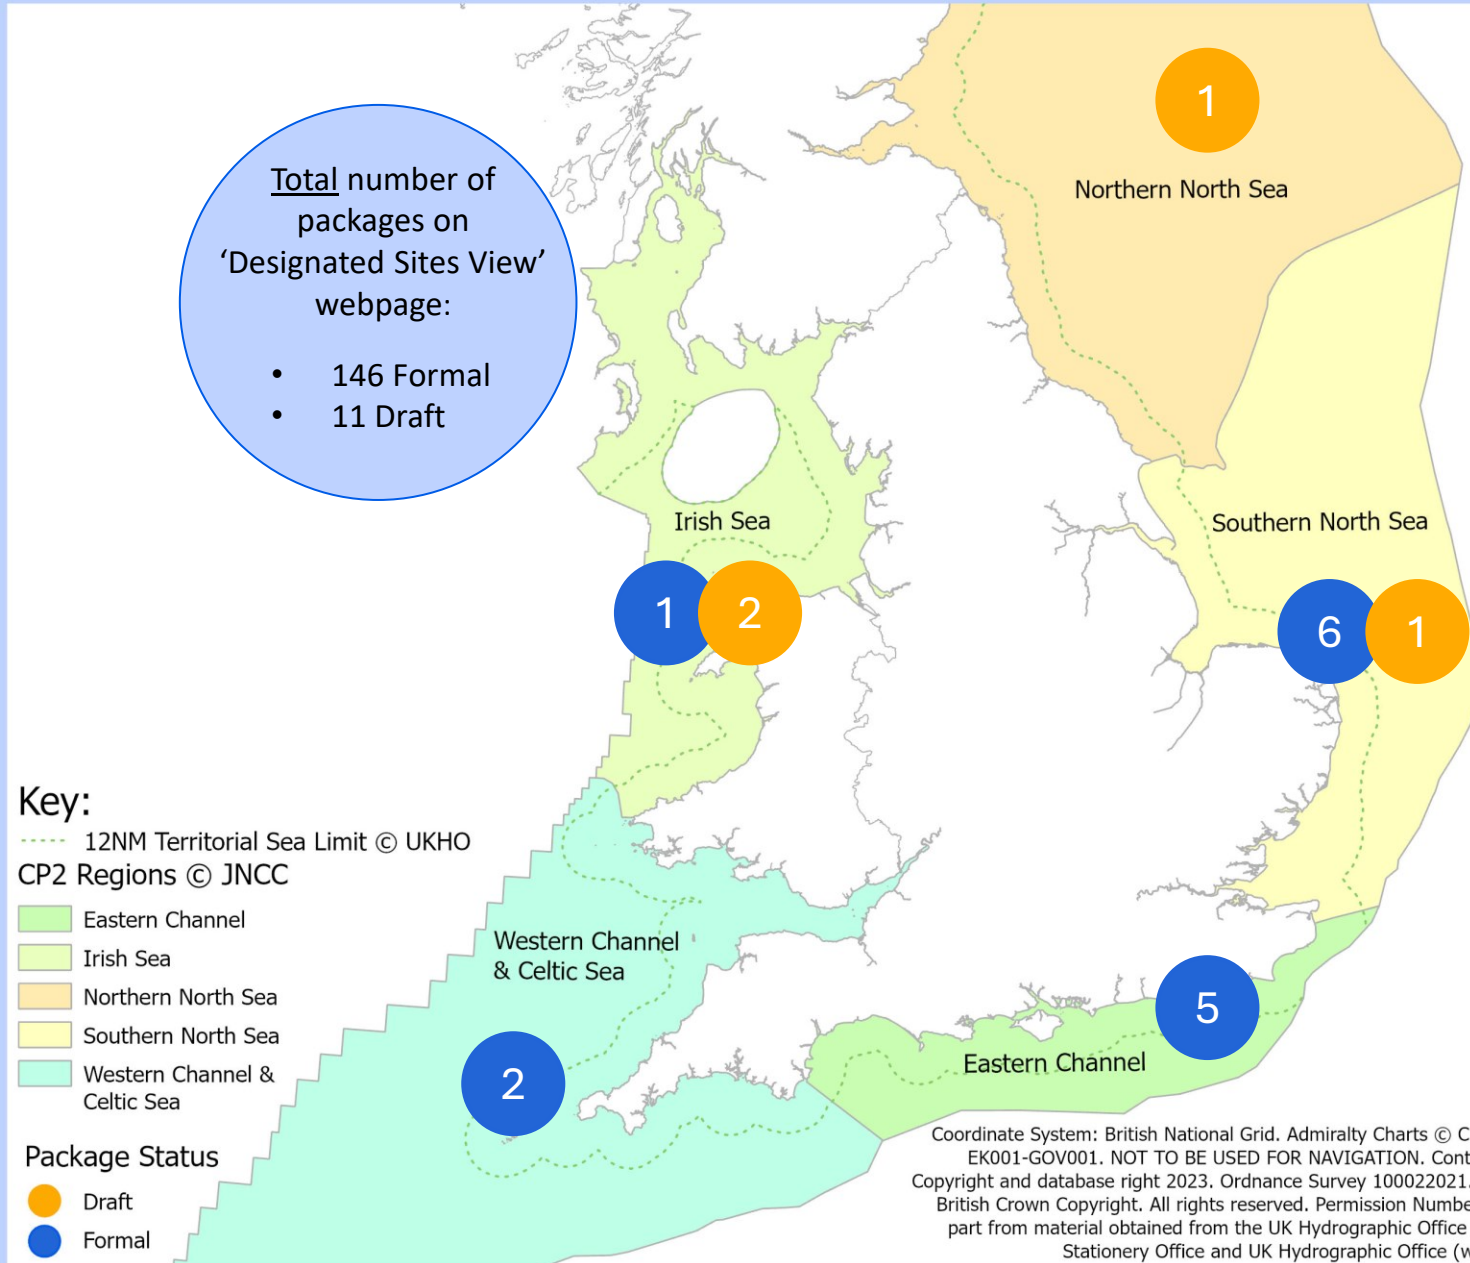 Total number of
packages on
‘Designated Sites View’
webpage:
• 146 Formal
• 11 Draft
1
Northern North Sea
Irish Sea
Southern North Sea
1
2
6
1
Western Channel
& Celtic Sea
2
5
Eastern Channel
Key:
12NM Territorial Sea Limit © UKHO
CP2 Regions © JNCC
Eastern Channel
Irish Sea
Northern North Sea
Southern North Sea
Western Channel &
Celtic Sea
Package Status
Draft
Formal
Coordinate System: British National Grid. Admiralty Charts © C
EK001-GOV001. NOT TO BE USED FOR NAVIGATION. Cont
Copyright and database right 2023. Ordnance Survey 100022021.
British Crown Copyright. All rights reserved. Permission Numbe
part from material obtained from the UK Hydrographic Office
Stationery Office and UK Hydrographic Office (w